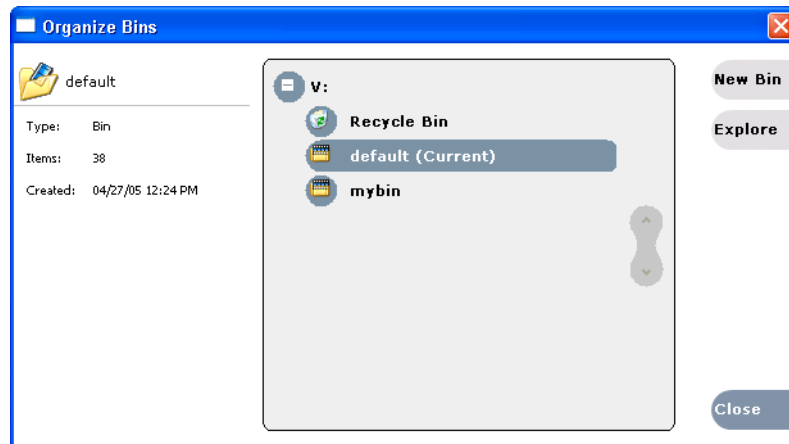 Organize Bins
default
Type: Bin
Items: 38
Created: 04/27/05 12:24 PM
V:
Recycle Bin
default (Current)
mybin
New Bin
Explore
Close